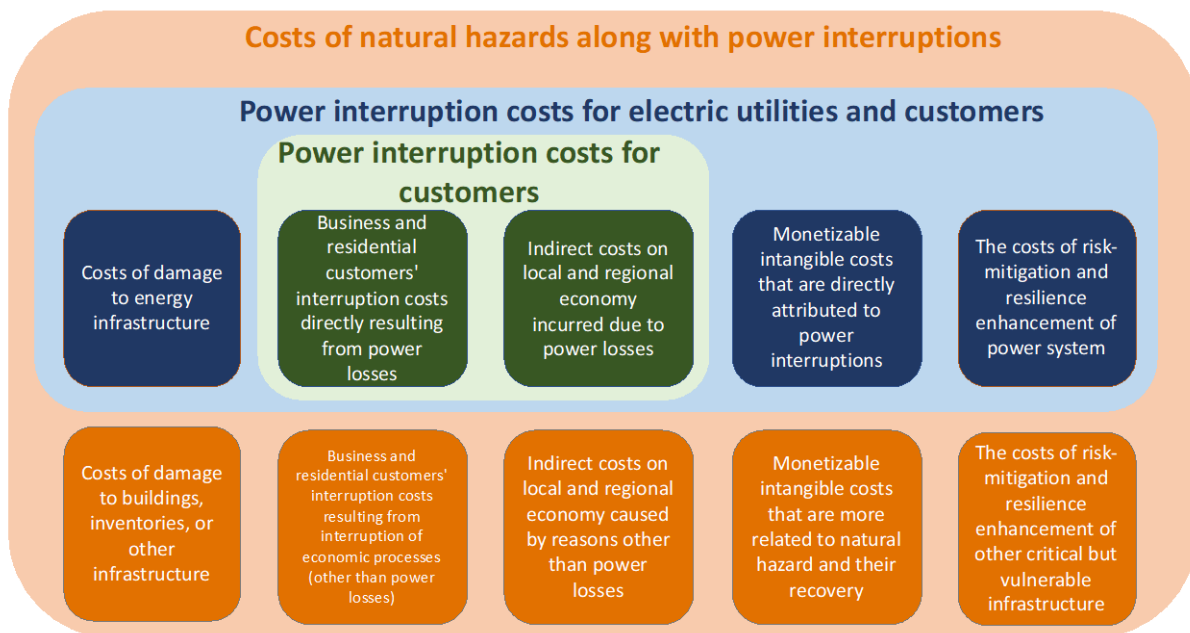 Costs of natural hazards along with power interruptions
Power interruption costs for electric utilities and customers
Power interruption costs for
customers
Costs of damage
to energy
infrastructure
Business and
residential
customers'
interruption costs
directly resulting
from power
losses
Indirect costs on
local and regional
economy
incurred due to
power losses
Monetizable
intangible costs
that are directly
attributed to
power
interruptions
The costs of risk-
mitigation and
resilience
enhancement of
power system
Costs of damage
to buildings,
inventories, or
other
infrastructure
Business and
residential customers'
interruption costs
resulting from
interruption of
economic processes
(other than power
losses)
Indirect costs on
local and regional
economy caused
by reasons other
than power
losses
Monetizable
intangible costs
that are more
related to natural
hazard and their
recovery
The costs of risk-
mitigation and
resilience
enhancement of
other critical but
vulnerable
infrastructure